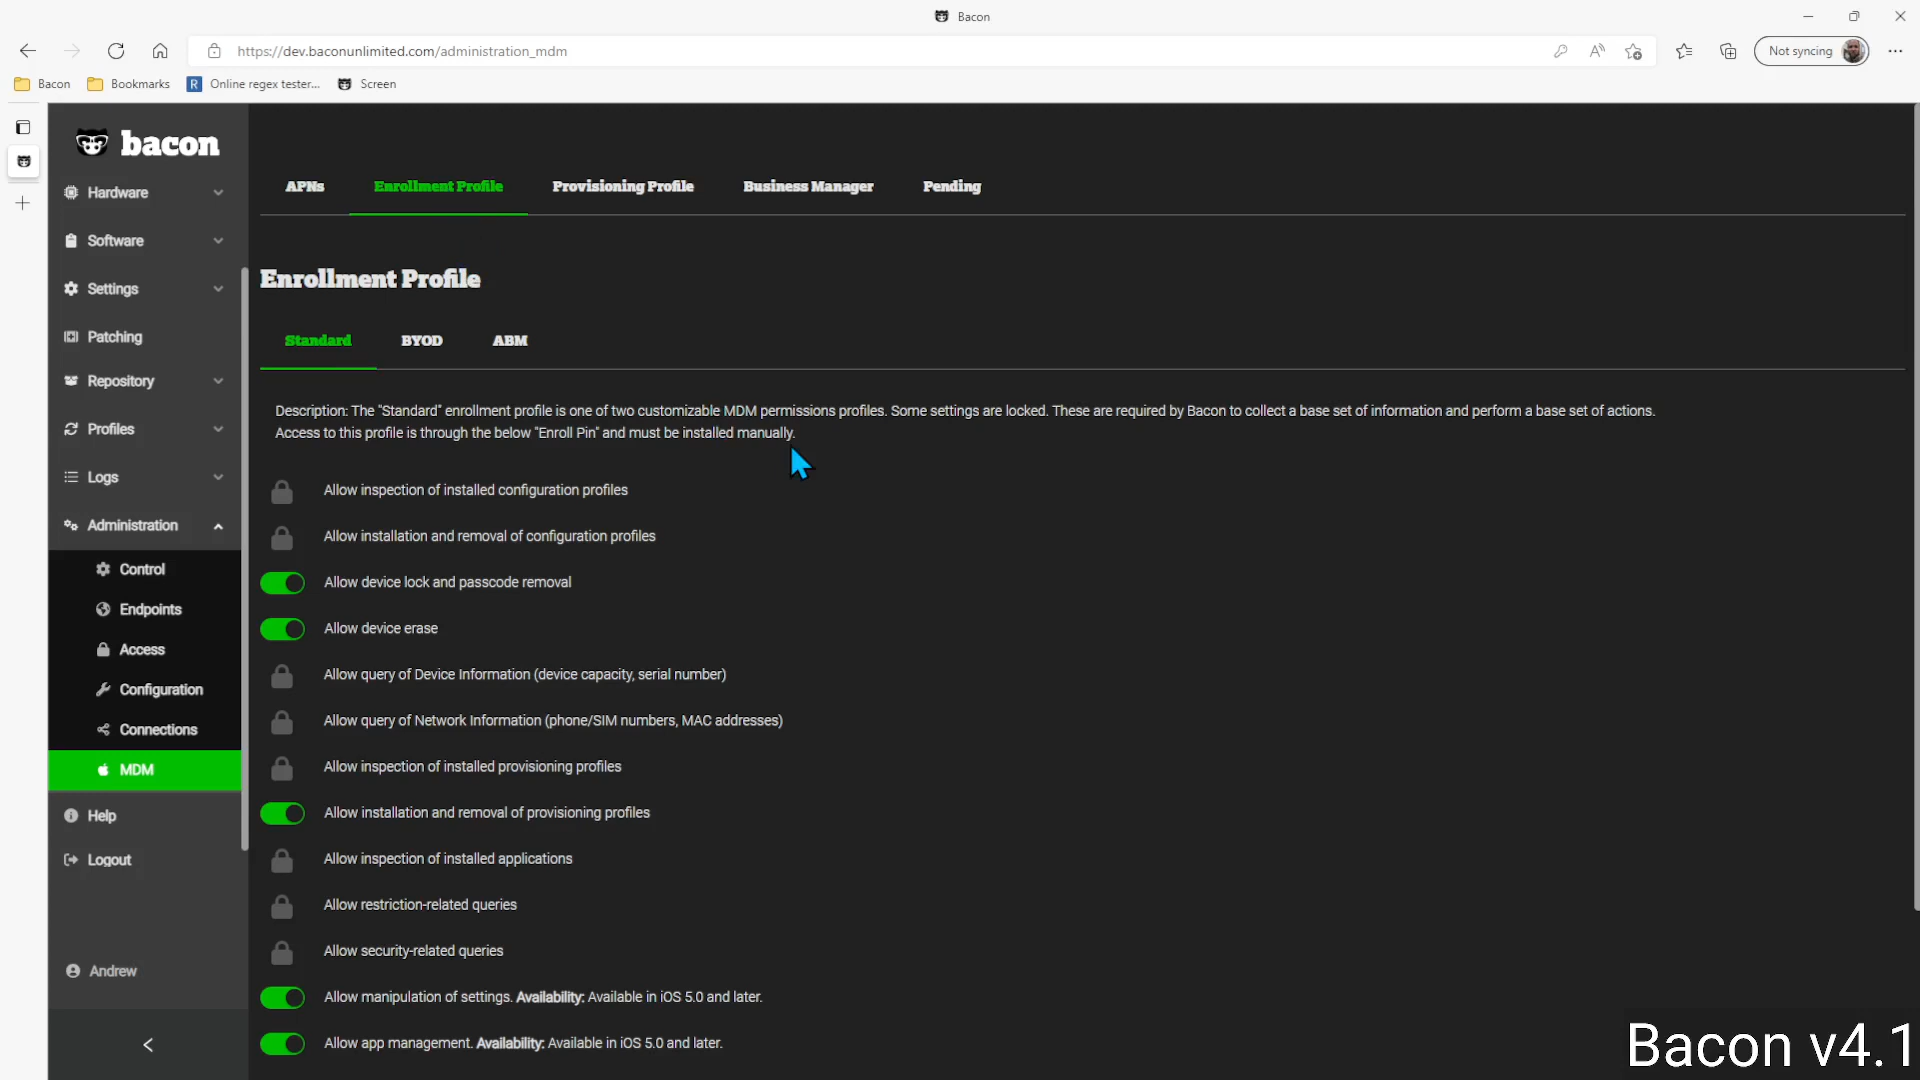 Bacon
https://dev.baconunlimited.com/administration_mdm
Not syncing
Bacon
Bookmarks
R
Online regex tester...
Screen
bacon
Hardware
Software
Settings
Patching
Repository
Profiles
Logs
Administration
Control
Endpoints
Access
Configuration
Connections
MDM
Help
Logout
Andrew
APNs
Enrollment Profile
Provisioning Profile
Business Manager
Pending
Enrollment Profile
Standard
BYOD
ABM
Description: The "Standard" enrollment profile is one of two customizable MDM permissions profiles. Some settings are locked. These are required by Bacon to collect a base set of information and perform a base set of actions.
Access to this profile is through the below "Enroll Pin" and must be installed manually.
Allow inspection of installed configuration profiles
Allow installation and removal of configuration profiles
Allow device lock and passcode removal
Allow device erase
Allow query of Device Information (device capacity, serial number)
Allow query of Network Information (phone/SIM numbers, MAC addresses)
Allow inspection of installed provisioning profiles
Allow installation and removal of provisioning profiles
Allow inspection of installed applications
Allow restriction-related queries
Allow security-related queries
Allow manipulation of settings. Availability: Available in iOS 5.0 and later.
Allow app management. Availability: Available in iOS 5.0 and later.
Bacon v4.1